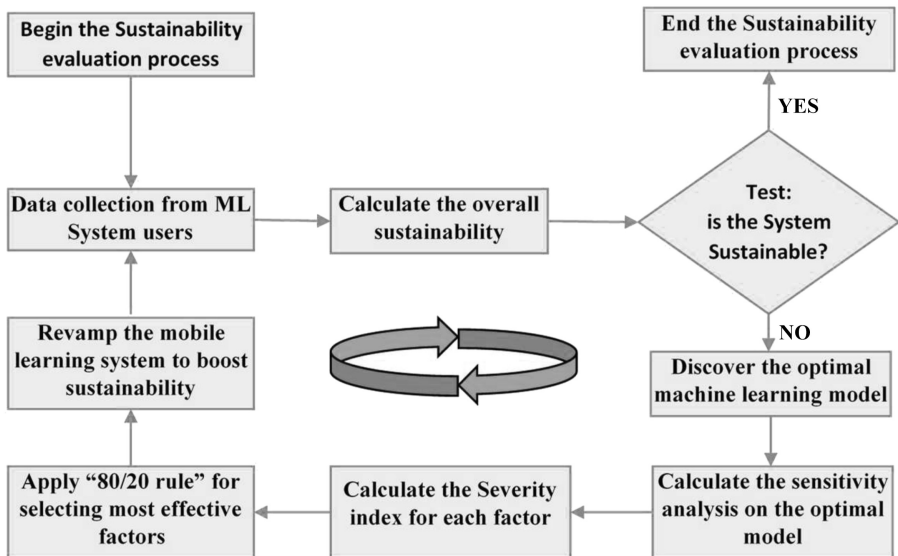 Begin the Sustainability
evaluation process
End the Sustainability
evaluation process
YES
Data collection from ML
System users
Calculate the overall
sustainability
Test:
is the System
Sustainable?
NO
Revamp the mobile
learning system to boost
sustainability
Discover the optimal
machine learning model
Apply “80/20 rule” for
selecting most effective
factors
Calculate the Severity
index for each factor
Calculate the sensitivity
analysis on the optimal
model